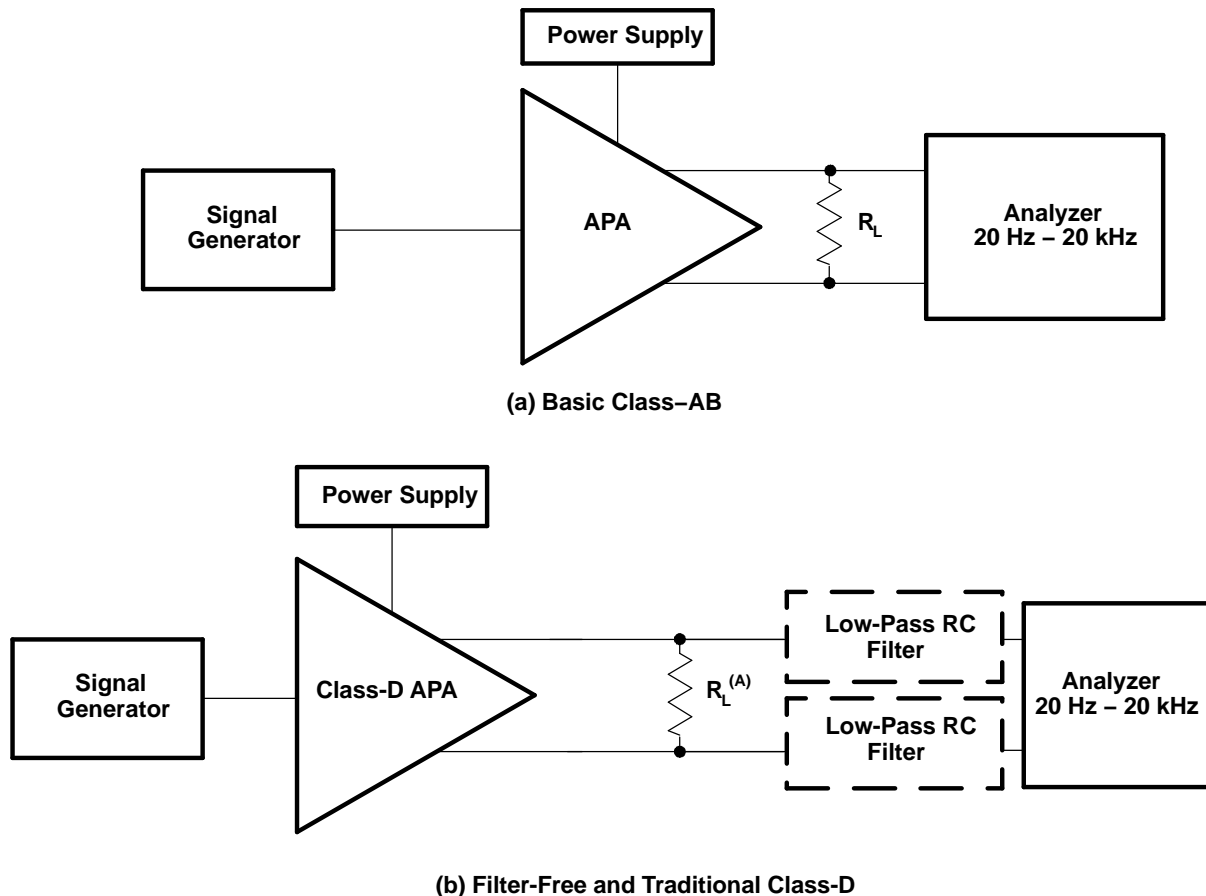 Power Supply
Signal
Generator
APA
R_L
Analyzer
20 Hz – 20 kHz
(a) Basic Class–AB
Power Supply
Signal
Generator
Class-D APA
R_L^(A)
Low-Pass RC
Filter
Low-Pass RC
Filter
Analyzer
20 Hz – 20 kHz
(b) Filter-Free and Traditional Class-D